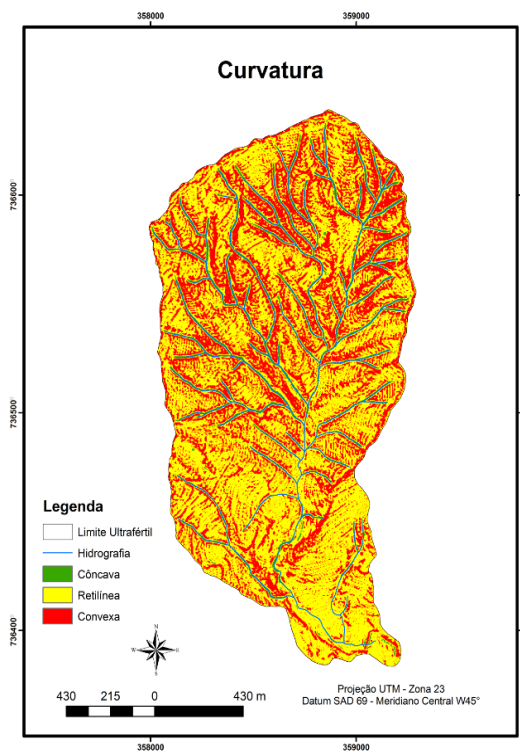 358000 359000
Curvatura
736600
736500
736400
Legenda
Limite Ultrafértil
Hidrografia
Côncava
Retilínea
Convexa
N
W E
S
430 215 0 430 m
Projeção UTM - Zona 23
Datum SAD 69 - Meridiano Central W45°
358000 359000